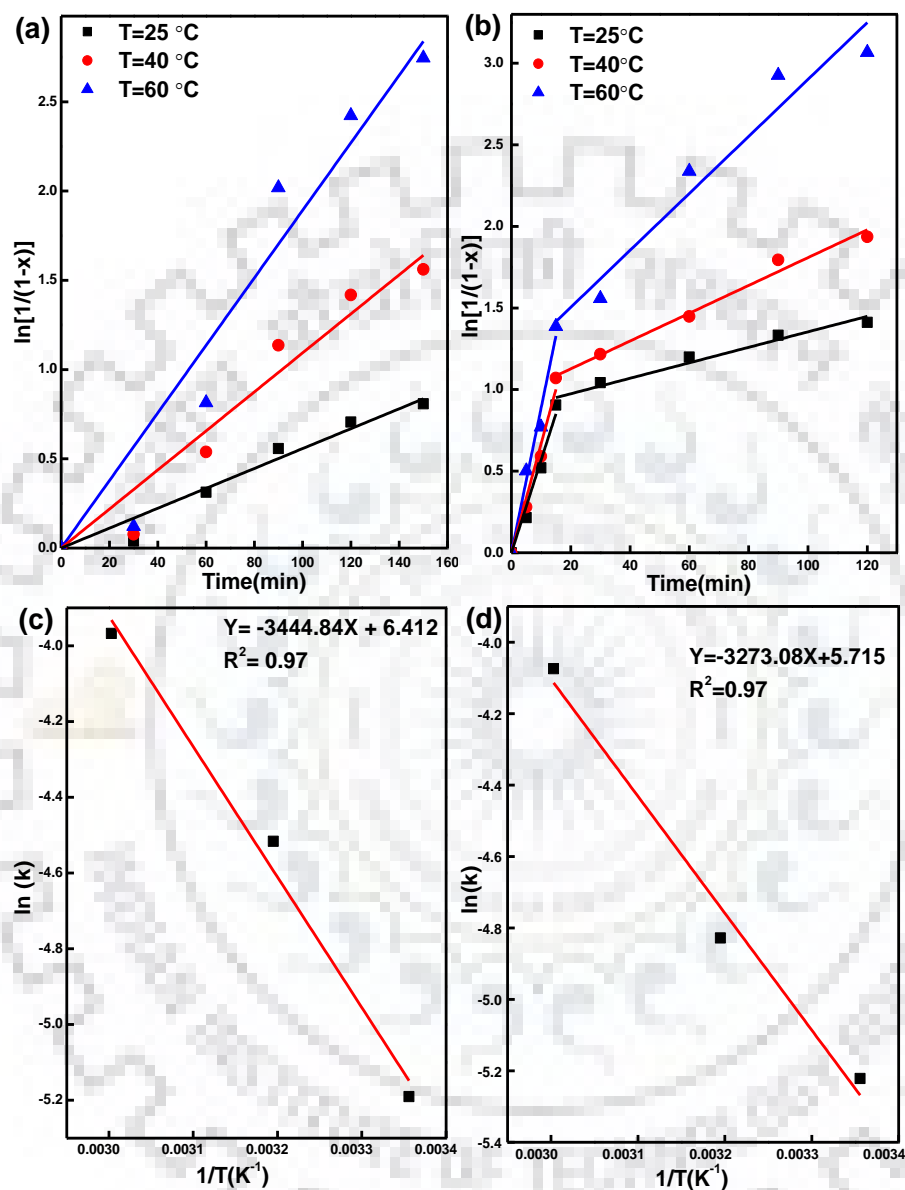 (a)
T=25 °C
T=40 °C
T=60 °C
2.5
2.0
1.5
1.0
0.5
0.0
ln[1/(1-x)]
0 20 40 60 80 100 120 140 160
Time(min)
(b)
T=25°C
T=40°C
T=60°C
3.0
2.5
2.0
1.5
1.0
0.5
0.0
ln[1/(1-x)]
0 20 40 60 80 100 120
Time(min)
(c)
Y= -3444.84X + 6.412
R²= 0.97
-4.0
-4.2
-4.4
-4.6
-4.8
-5.0
-5.2
ln (k)
0.0030 0.0031 0.0032 0.0033 0.0034
1/T(K⁻¹)
(d)
Y=-3273.08X+5.715
R²=0.97
-4.0
-4.2
-4.4
-4.6
-4.8
-5.0
-5.2
-5.4
ln(k)
0.0030 0.0031 0.0032 0.0033 0.0034
1/T(K⁻¹)